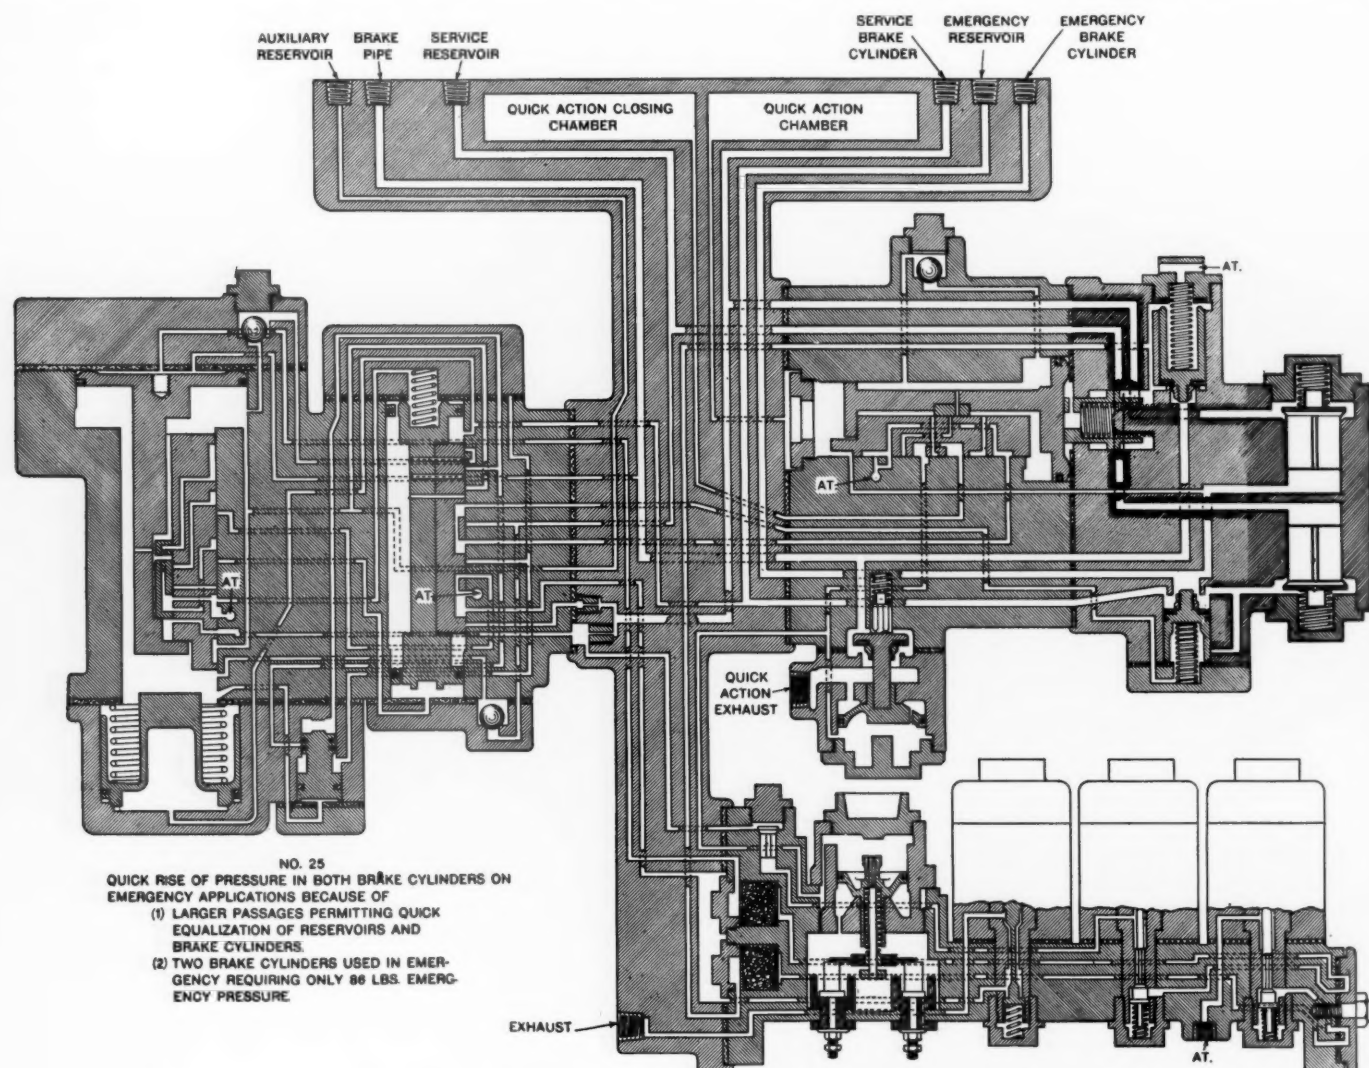 AUXILIARY
RESERVOIR
BRAKE
PIPE
SERVICE
RESERVOIR
SERVICE
BRAKE
CYLINDER
EMERGENCY
RESERVOIR
EMERGENCY
BRAKE
CYLINDER
QUICK ACTION CLOSING
CHAMBER
QUICK ACTION
CHAMBER
AT.
AT.
AT
AT.
QUICK
ACTION
EXHAUST
NO. 25
QUICK RISE OF PRESSURE IN BOTH BRAKE CYLINDERS ON
EMERGENCY APPLICATIONS BECAUSE OF
(1) LARGER PASSAGES PERMITTING QUICK
EQUALIZATION OF RESERVOIRS AND
BRAKE CYLINDERS.
(2) TWO BRAKE CYLINDERS USED IN EMER-
GENCY REQUIRING ONLY 86 LBS. EMERG-
ENCY PRESSURE
EXHAUST
AT.